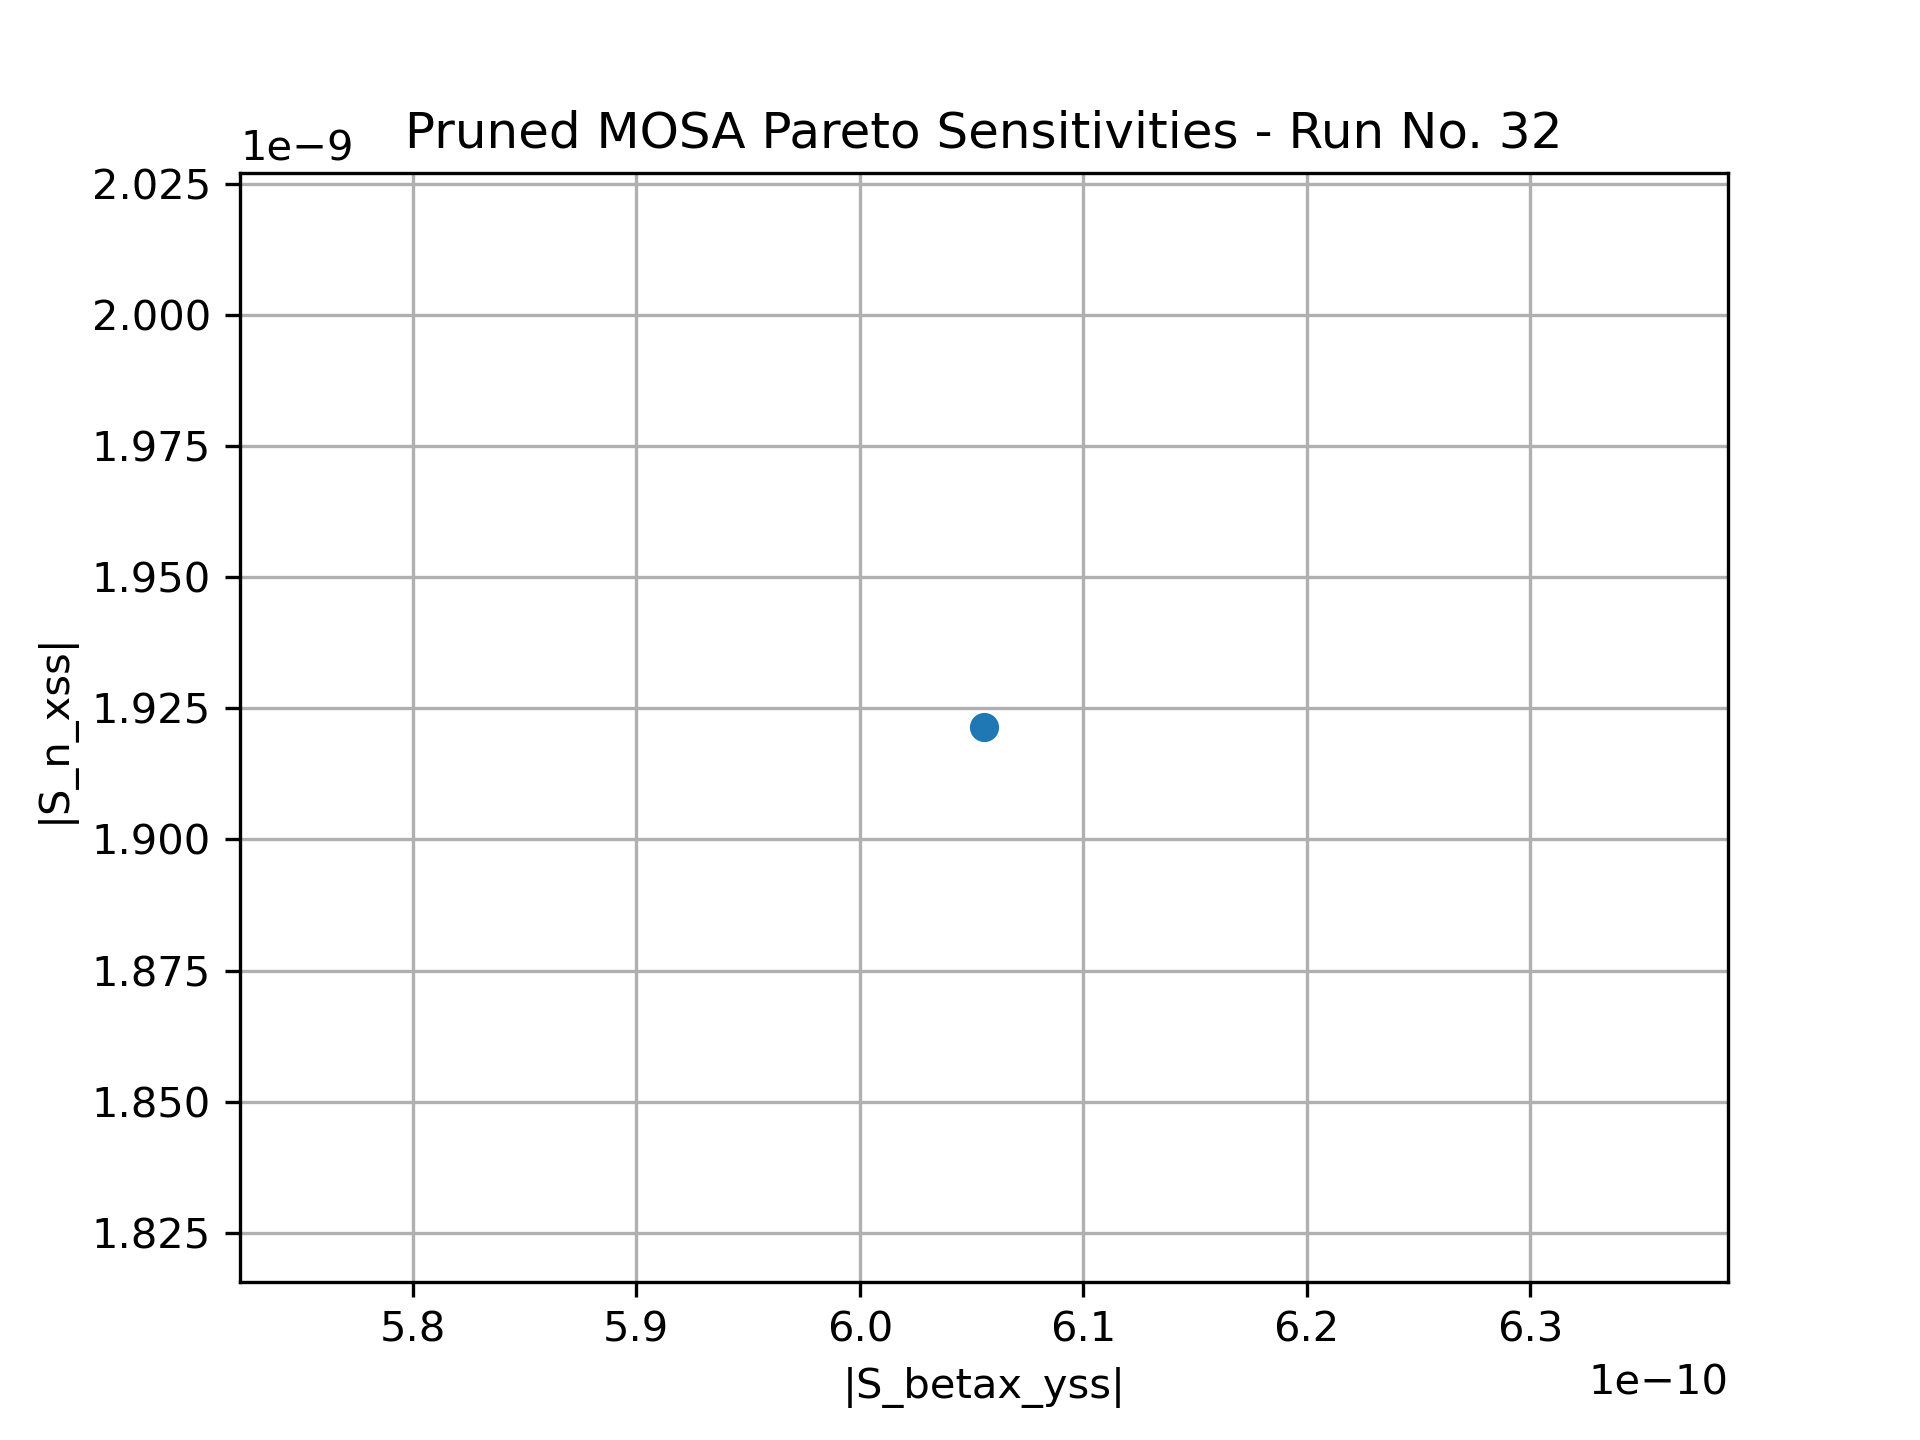 Pruned MOSA Pareto Sensitivities - Run No. 32
1e−9
2.025
2.000
1.975
1.950
1.925
1.900
1.875
1.850
1.825
|S_n_xss|
5.8 5.9 6.0 6.1 6.2 6.3
1e−10
|S_betax_yss|